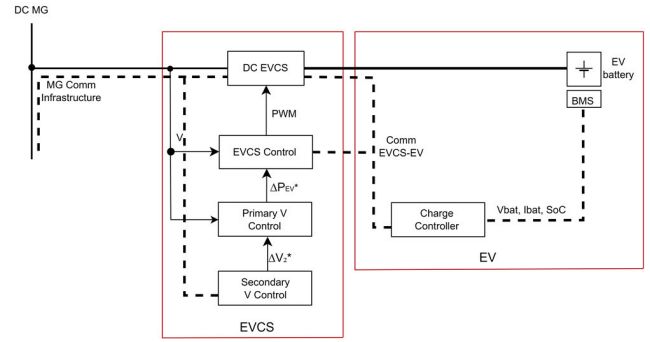 DC MG
DC EVCS
EV
battery
MG Comm
Infrastructure
BMS
PWM
V
Comm
EVCS-EV
EVCS Control
ΔPEV*
Primary V
Control
Charge
Controller
Vbat, Ibat, SoC
ΔV2*
EV
Secondary
V Control
EVCS